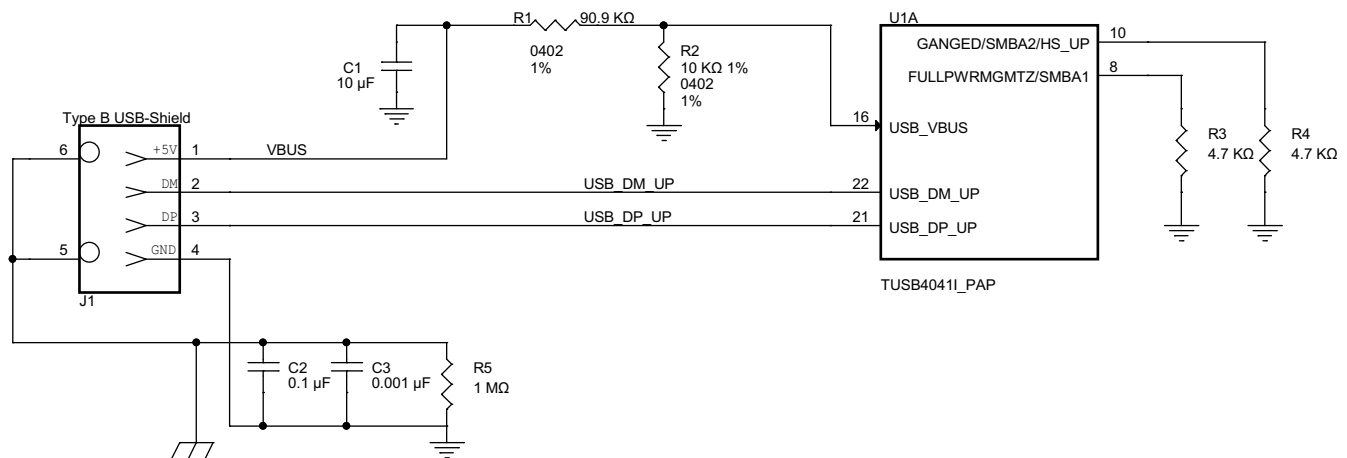 R1 90.9 KΩ
0402
1%
C1
10 µF
R2
10 KΩ 1%
0402
1%
U1A
GANGED/SMBA2/HS_UP 10
FULLPWRMGMTZ/SMBA1 8
16 USB_VBUS
22 USB_DM_UP
21 USB_DP_UP
TUSB4041I_PAP
R3
4.7 KΩ
R4
4.7 KΩ
Type B USB-Shield
6 +5V 1 VBUS
DM 2 USB_DM_UP
DP 3 USB_DP_UP
5 GND 4
J1
C2
0.1 µF
C3
0.001 µF
R5
1 MΩ